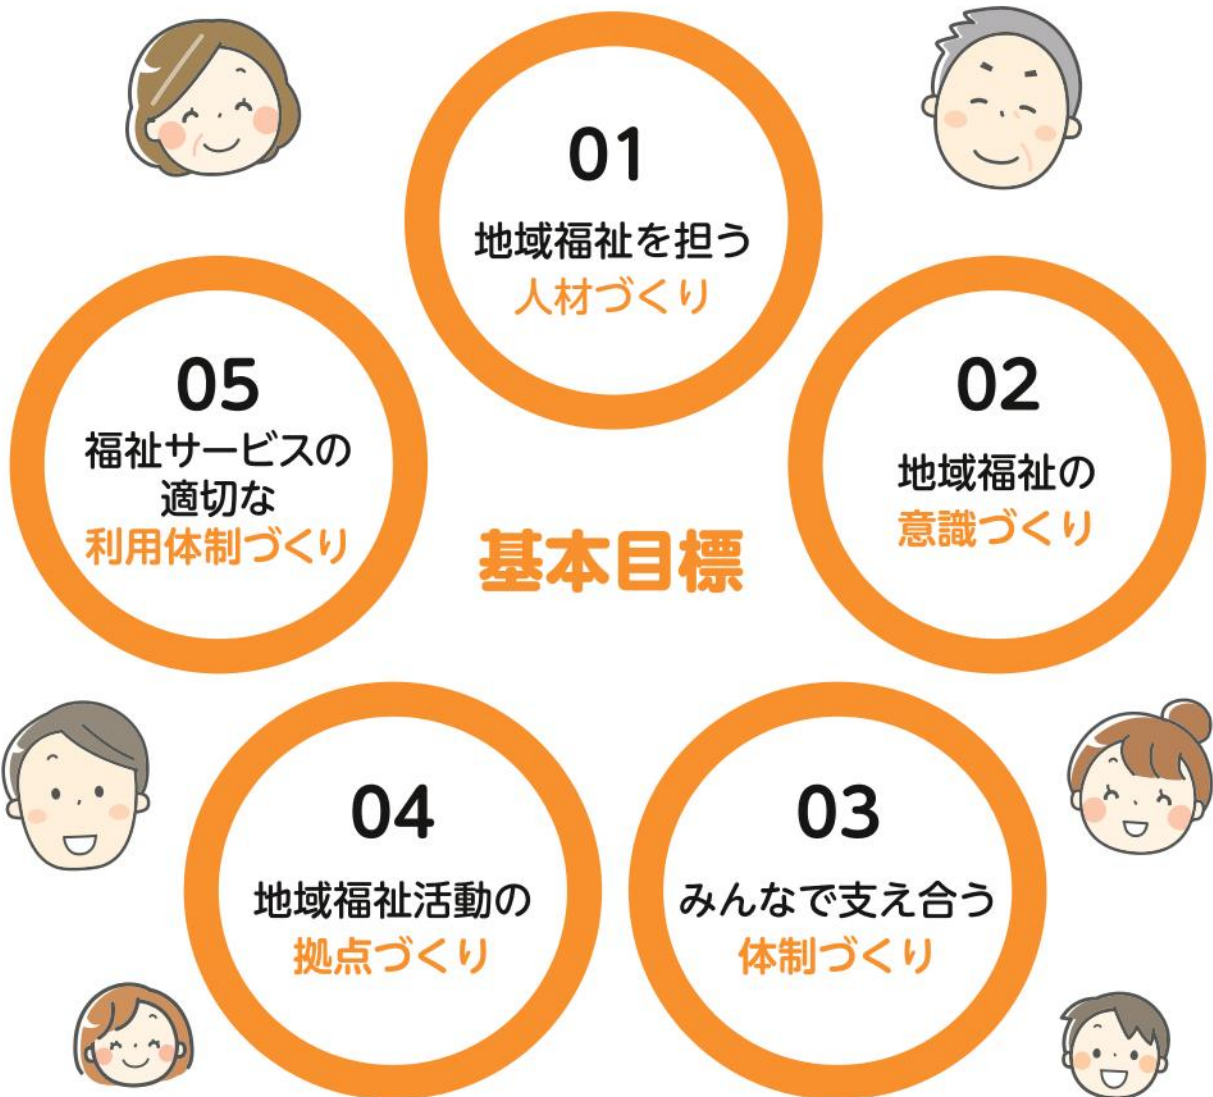 01
地域福祉を担う
人材づくり
02
地域福祉の
意識づくり
03
みんなで支え合う
体制づくり
04
地域福祉活動の
拠点づくり
05
福祉サービスの
適切な
利用体制づくり
基本目標